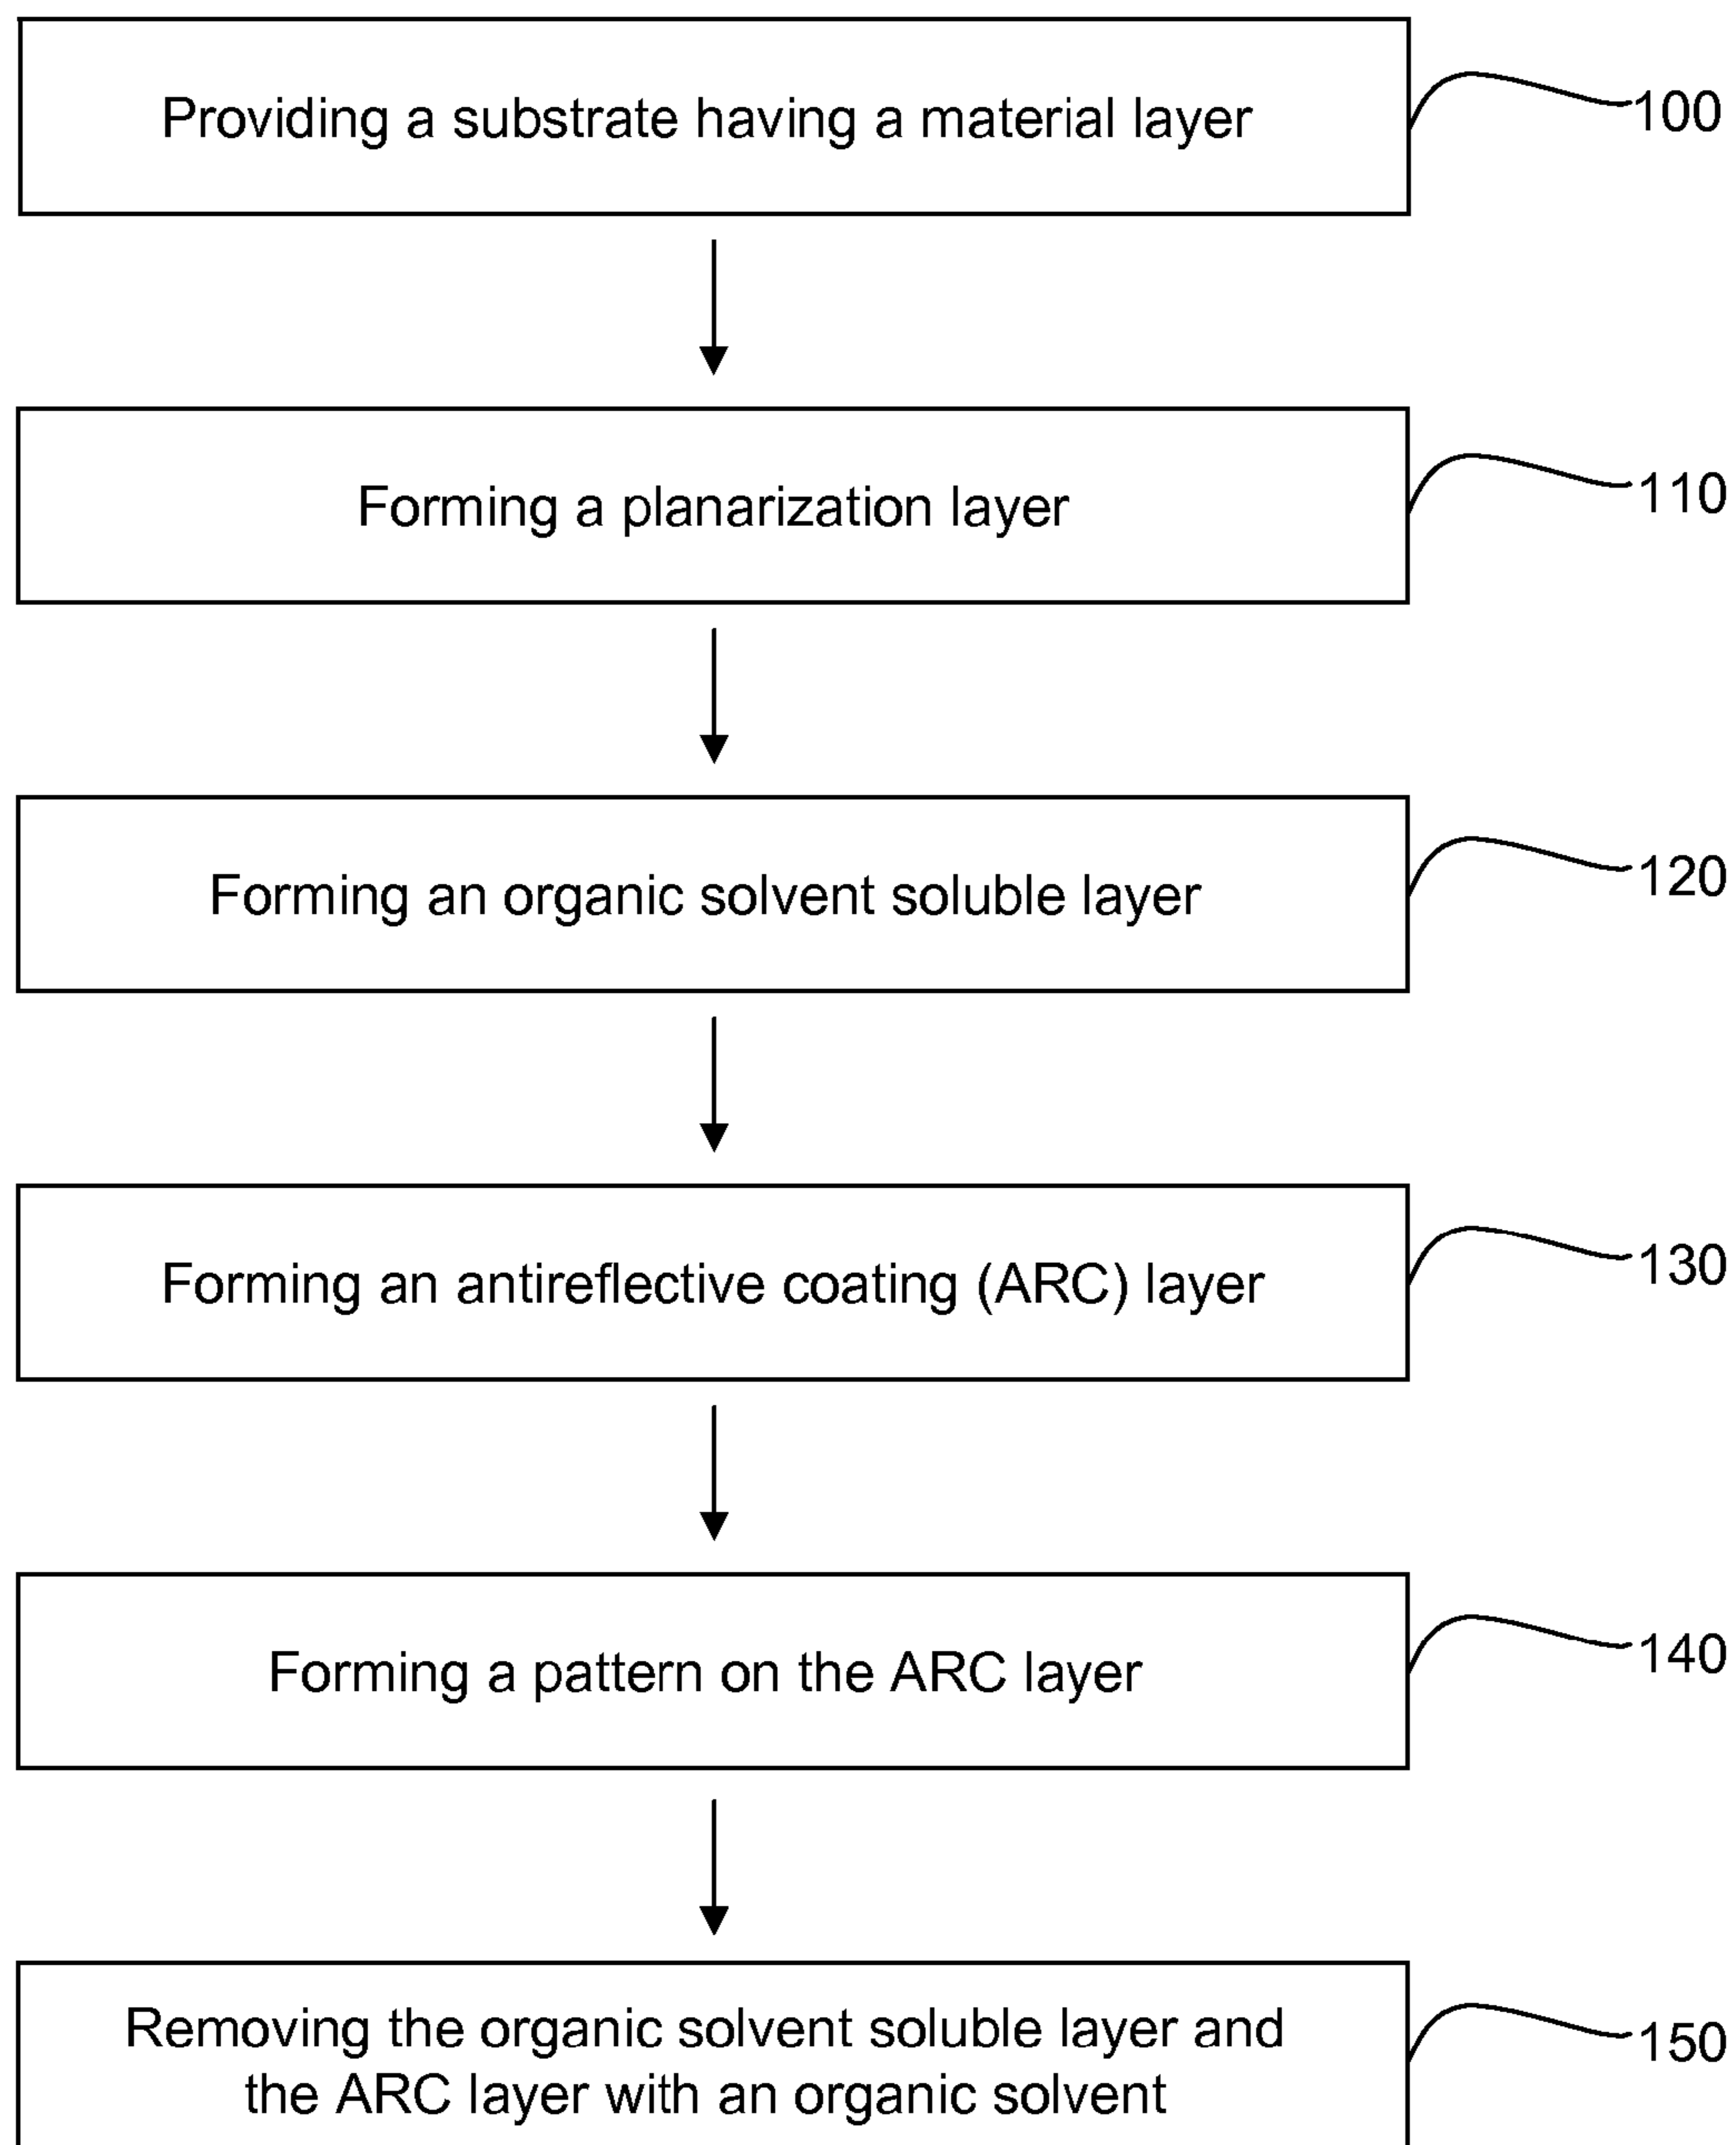 Providing a substrate having a material layer
100
Forming a planarization layer
110
Forming an organic solvent soluble layer
120
Forming an antireflective coating (ARC) layer
130
Forming a pattern on the ARC layer
140
Removing the organic solvent soluble layer and
the ARC layer with an organic solvent
150